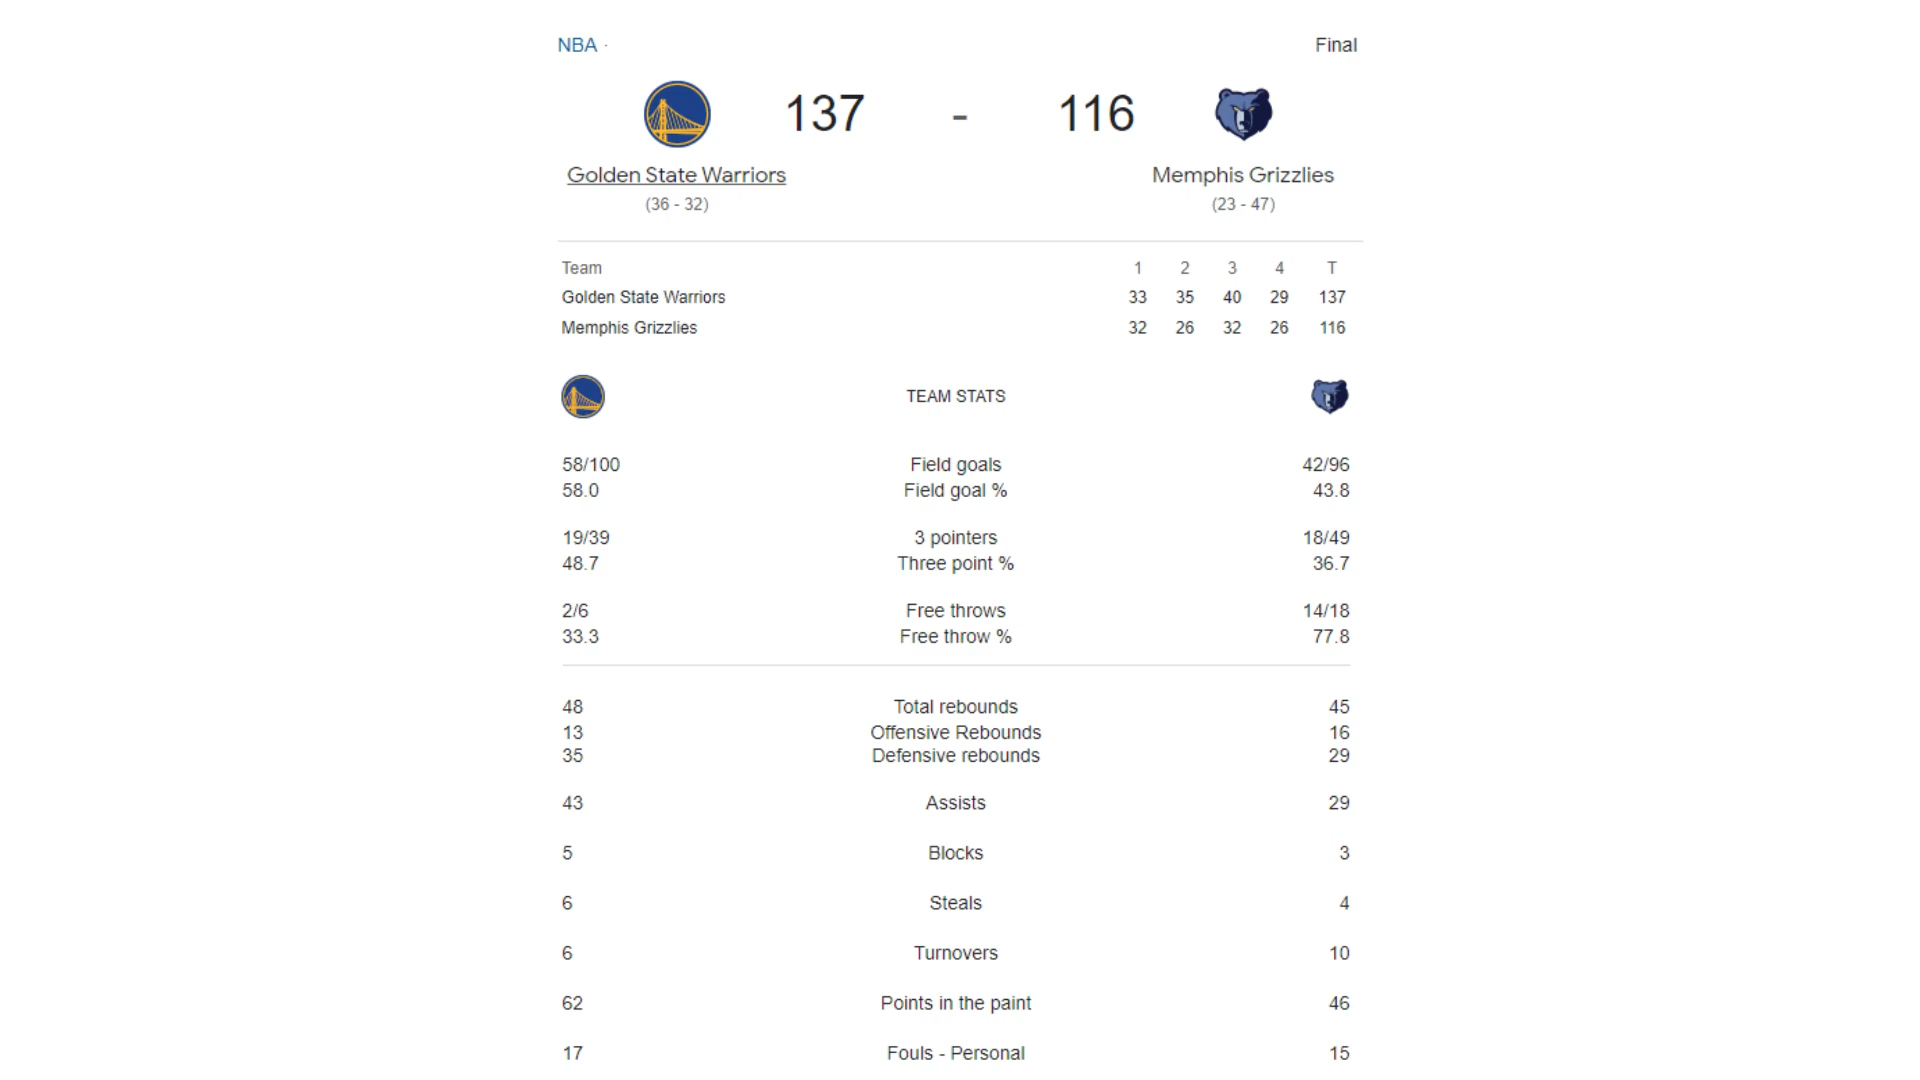 NBA · Final
137 - 116
Golden State Warriors Memphis Grizzlies
(36 - 32) (23 - 47)
Team 1 2 3 4 T
Golden State Warriors 33 35 40 29 137
Memphis Grizzlies 32 26 32 26 116
TEAM STATS
58/100 Field goals 42/96
58.0 Field goal % 43.8
19/39 3 pointers 18/49
48.7 Three point % 36.7
2/6 Free throws 14/18
33.3 Free throw % 77.8
48 Total rebounds 45
13 Offensive Rebounds 16
35 Defensive rebounds 29
43 Assists 29
5 Blocks 3
6 Steals 4
6 Turnovers 10
62 Points in the paint 46
17 Fouls - Personal 15